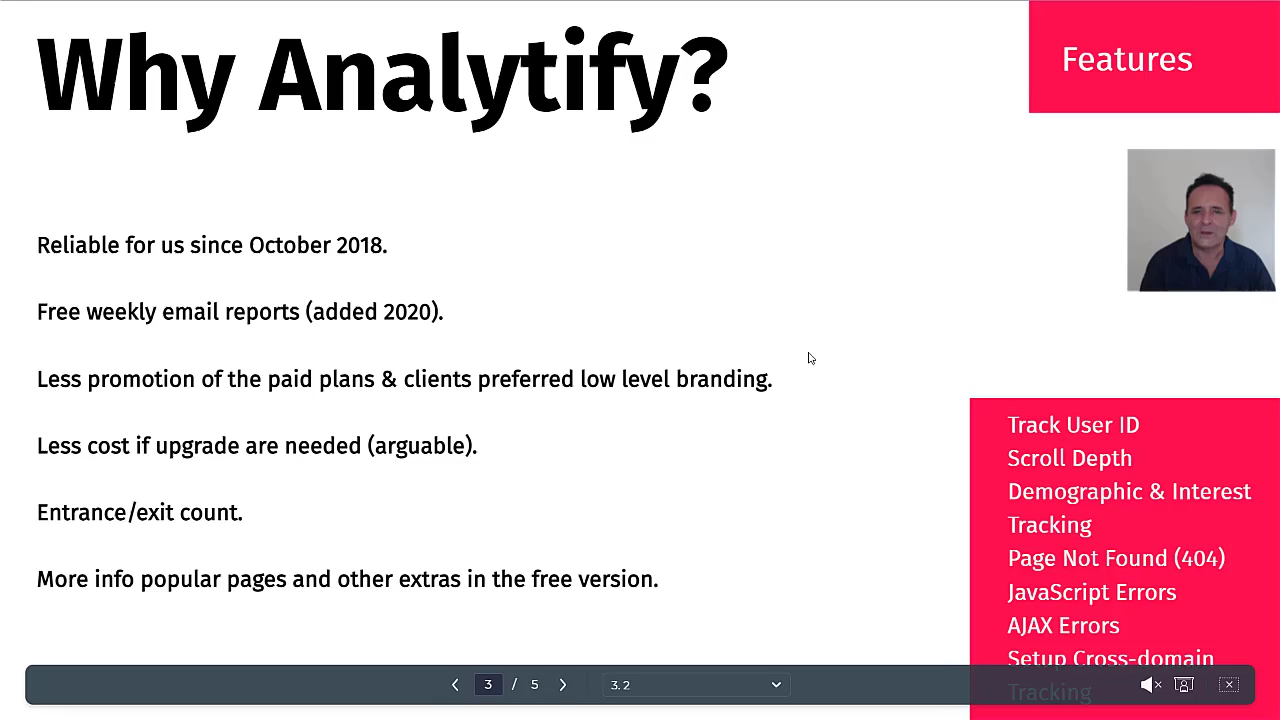 Why Analytify?
Features
Reliable for us since October 2018.
Free weekly email reports (added 2020).
Less promotion of the paid plans & clients preferred low level branding.
Less cost if upgrade are needed (arguable).
Entrance/exit count.
More info popular pages and other extras in the free version.
Track User ID
Scroll Depth
Demographic & Interest
Tracking
Page Not Found (404)
JavaScript Errors
AJAX Errors
Setup Cross-domain
Tracking
3 / 5
3. 2